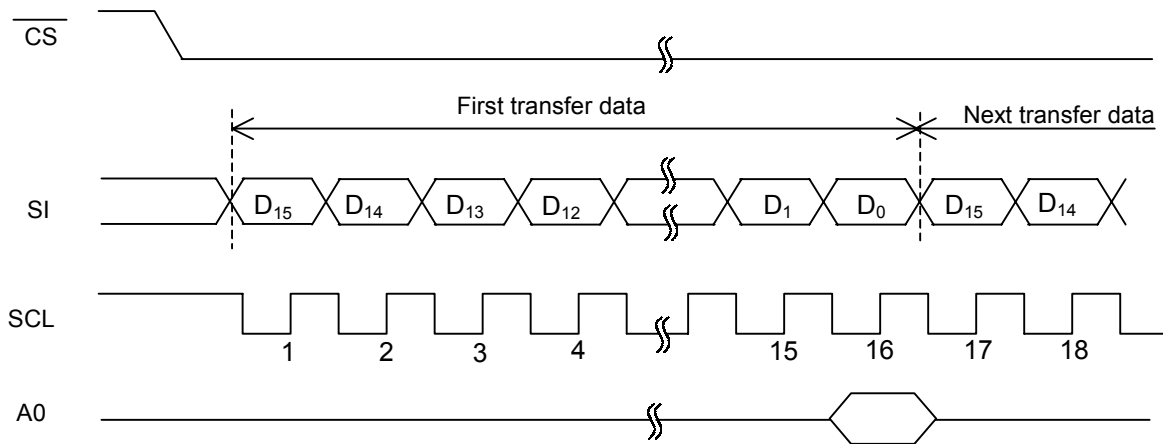 CS
First transfer data
Next transfer data
SI D15 D14 D13 D12 D1 D0 D15 D14
SCL
1 2 3 4 15 16 17 18
A0